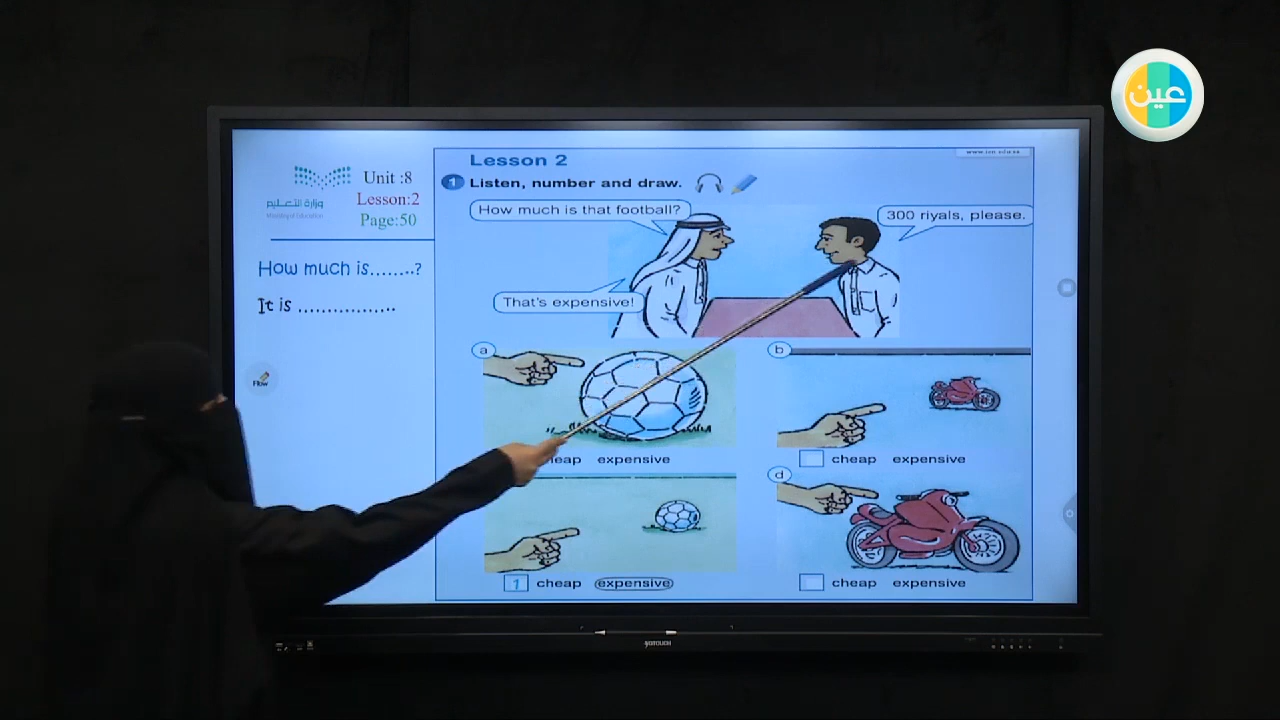 عين
وزارة التعليم
Ministry of Education
Unit :8
Lesson:2
Page:50
How much is........?
It is ................
Flow
Lesson 2
1 Listen, number and draw.
How much is that football?
300 riyals, please.
That's expensive!
a
b
expensive
cheap expensive
d
1 cheap expensive
cheap expensive